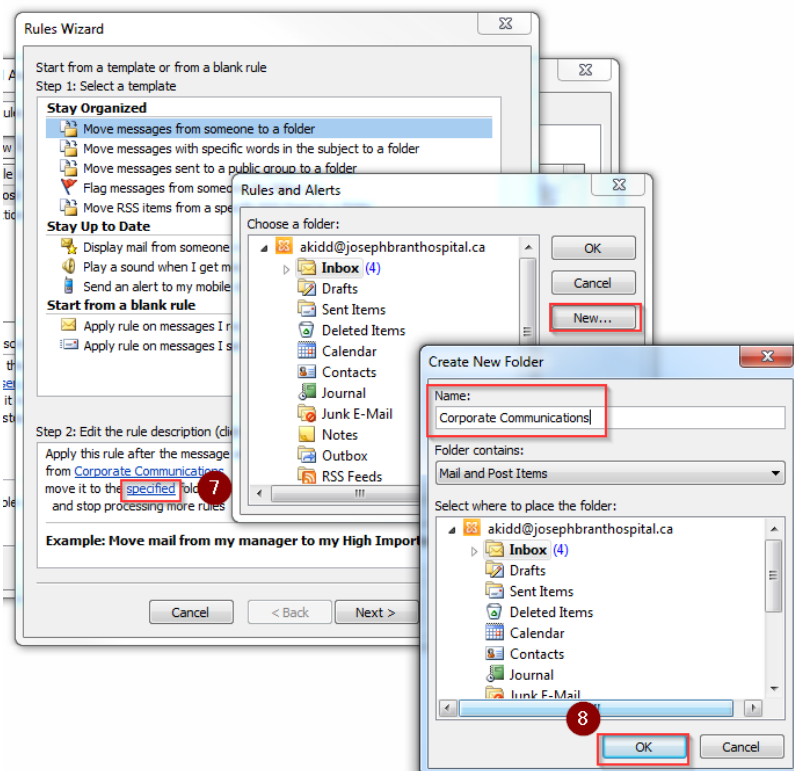 Rules Wizard
Start from a template or from a blank rule
Step 1: Select a template
Stay Organized
Move messages from someone to a folder
Move messages with specific words in the subject to a folder
Move messages sent to a public group to a folder
Flag messages from
Move RSS items from a
Stay Up to Date
Display mail from someone
Play a sound when I get
Send an alert to my mobile
Start from a blank rule
Apply rule on messages I
Apply rule on messages I
Step 2: Edit the rule description
Apply this rule after the message
from Corporate Communications
move it to the specified
7
and stop processing more rules
Example: Move mail from my manager to my High
Cancel
< Back
Next >
Rules and Alerts
Choose a folder:
akidd@josephbranthospital.ca
Inbox (4)
Drafts
Sent Items
Deleted Items
Calendar
Contacts
Journal
Junk E-Mail
Notes
Outbox
RSS Feeds
OK
Cancel
New...
Create New Folder
Name:
Corporate Communications
Folder contains:
Mail and Post Items
Select where to place the folder:
akidd@josephbranthospital.ca
Inbox (4)
Drafts
Sent Items
Deleted Items
Calendar
Contacts
Journal
Junk E-Mail
8
OK
Cancel